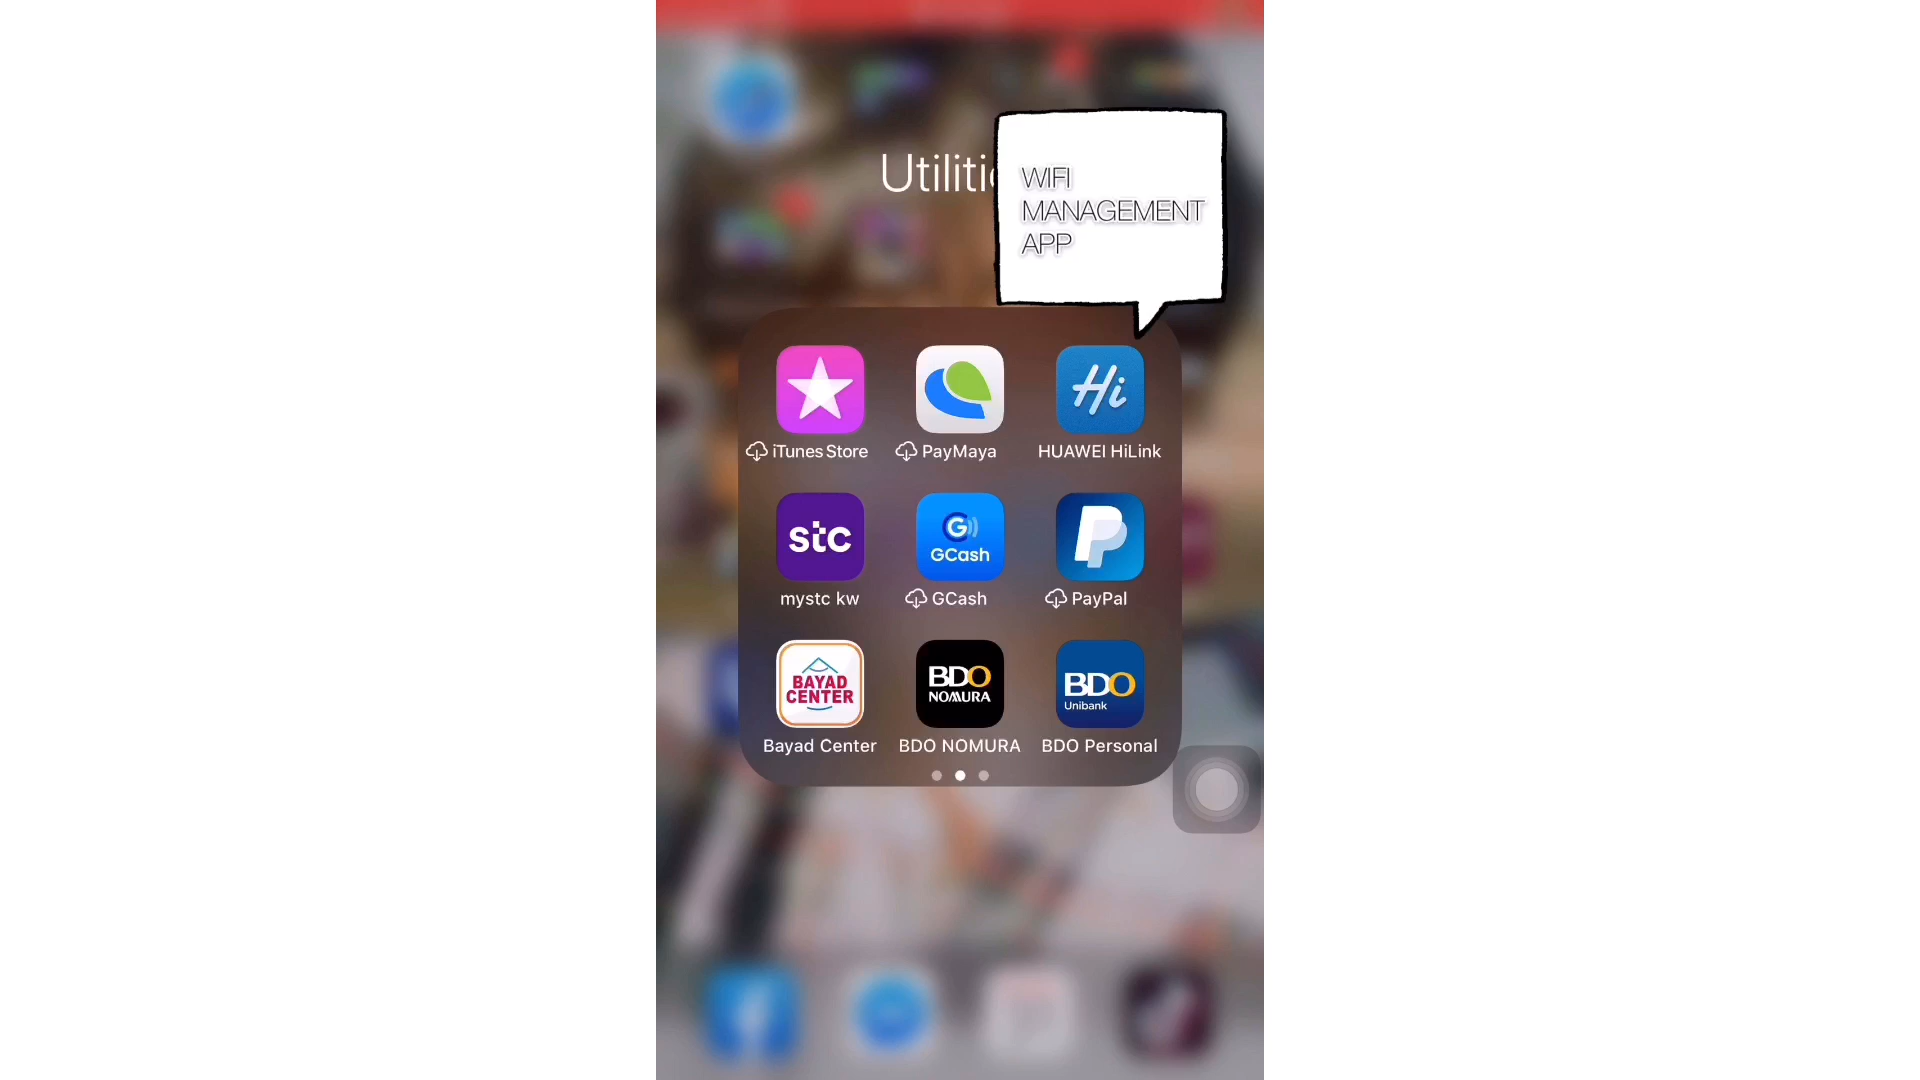 Utiliti
WIFI
MANAGEMENT
APP
Hi
iTunes Store
PayMaya
HUAWEI HiLink
stc
G
GCash
mystc kw
GCash
PayPal
BAYAD
CENTER
BDO
NOMURA
BDO
Unibank
Bayad Center
BDO NOMURA
BDO Personal